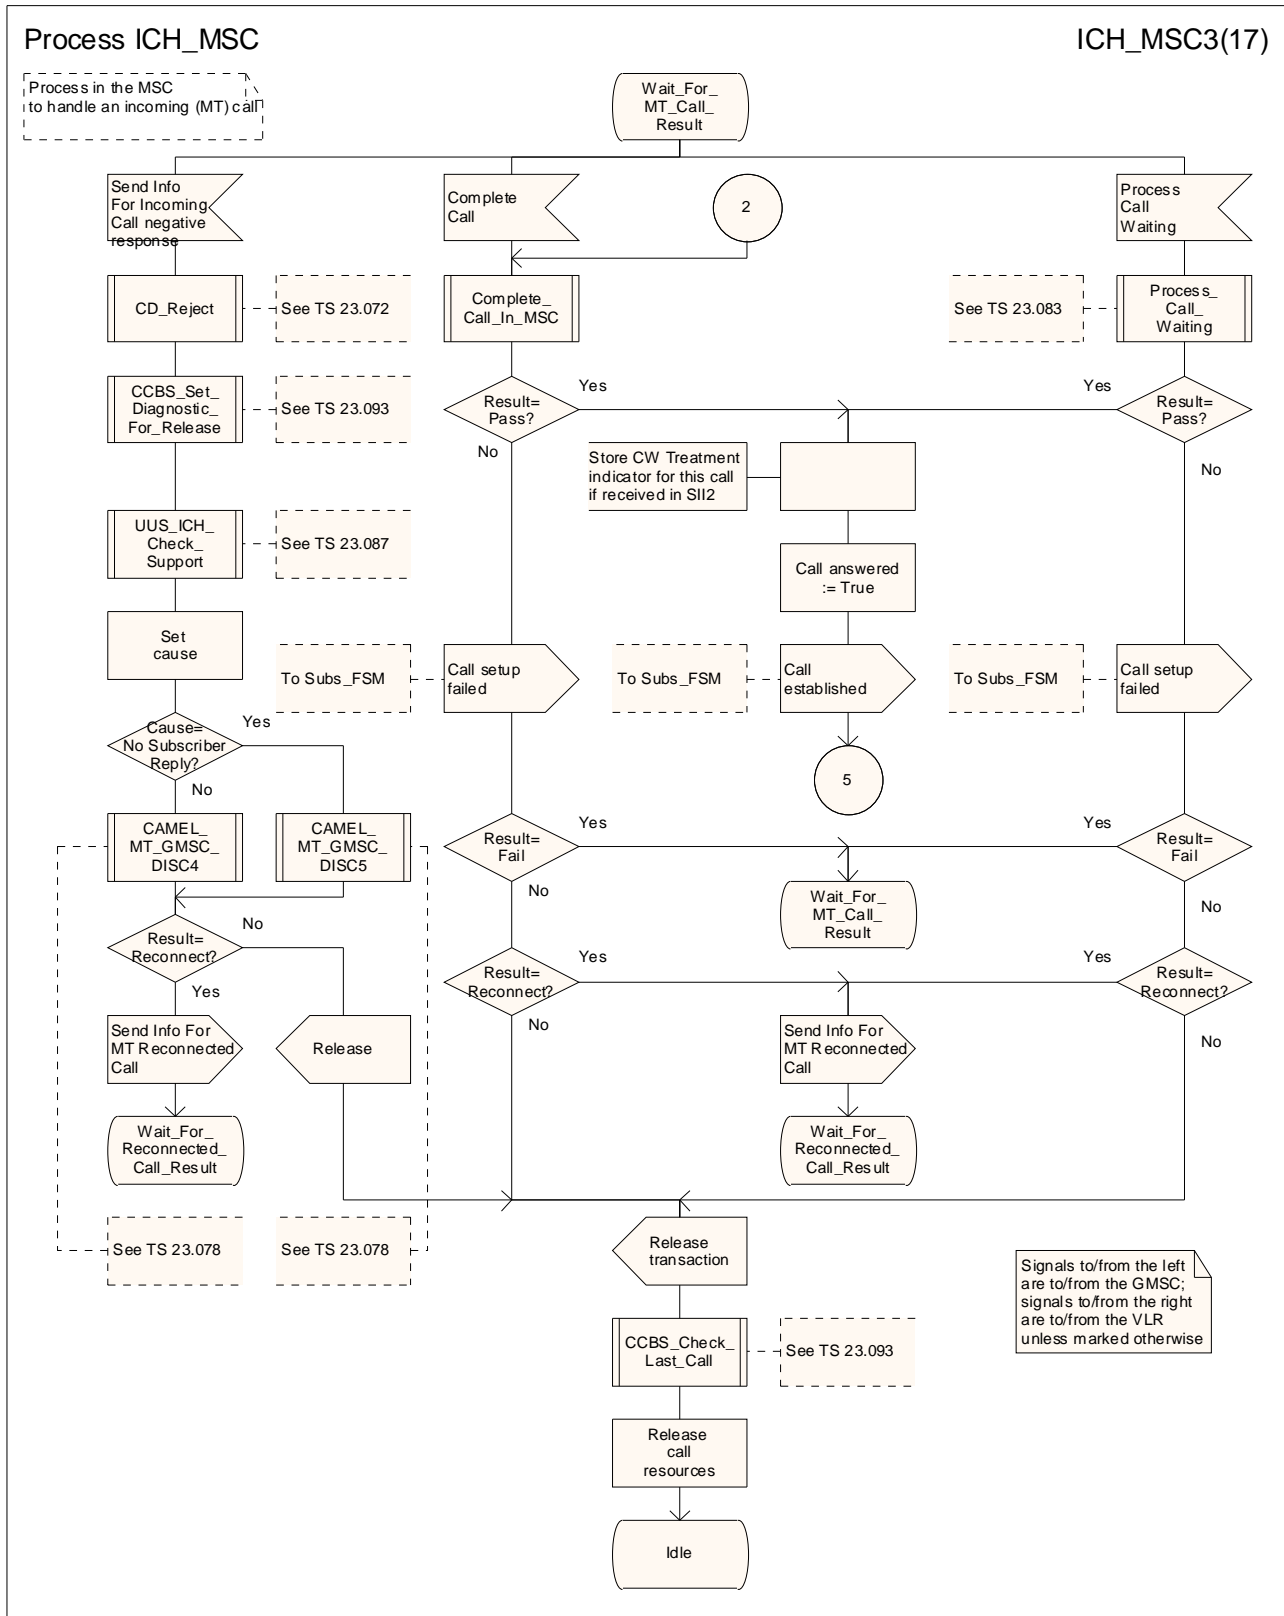 Process ICH_MSC
ICH_MSC3(17)
Process in the MSC
to handle an incoming (MT) call
Wait_For_
MT_Call_
Result
Send Info
For Incoming
Call negative
response
Complete
Call
2
Process
Call
Waiting
CD_Reject
See TS 23.072
Complete_
Call_In_MSC
See TS 23.083
Process_
Call_
Waiting
CCBS_Set_
Diagnostic_
For_Release
See TS 23.093
Result=
Pass?
Yes
No
Yes
Result=
Pass?
No
Store CW Treatment
indicator for this call
if received in SII2
UUS_ICH_
Check_
Support
See TS 23.087
Call answered
:= True
Set
cause
To Subs_FSM
Call setup
failed
To Subs_FSM
Call
established
To Subs_FSM
Call setup
failed
Cause=
No Subscriber
Reply?
Yes
No
5
CAMEL_
MT_GMSC_
DISC4
CAMEL_
MT_GMSC_
DISC5
Result=
Fail
Yes
No
Yes
Result=
Fail
No
Wait_For_
MT_Call_
Result
Result=
Reconnect?
No
Yes
Result=
Reconnect?
Yes
No
Yes
Result=
Reconnect?
No
Send Info For
MT Reconnected
Call
Release
Send Info For
MT Reconnected
Call
Wait_For_
Reconnected_
Call_Result
Wait_For_
Reconnected_
Call_Result
See TS 23.078
See TS 23.078
Release
transaction
Signals to/from the left
are to/from the GMSC;
signals to/from the right
are to/from the VLR
unless marked otherwise
CCBS_Check_
Last_Call
See TS 23.093
Release
call
resources
Idle